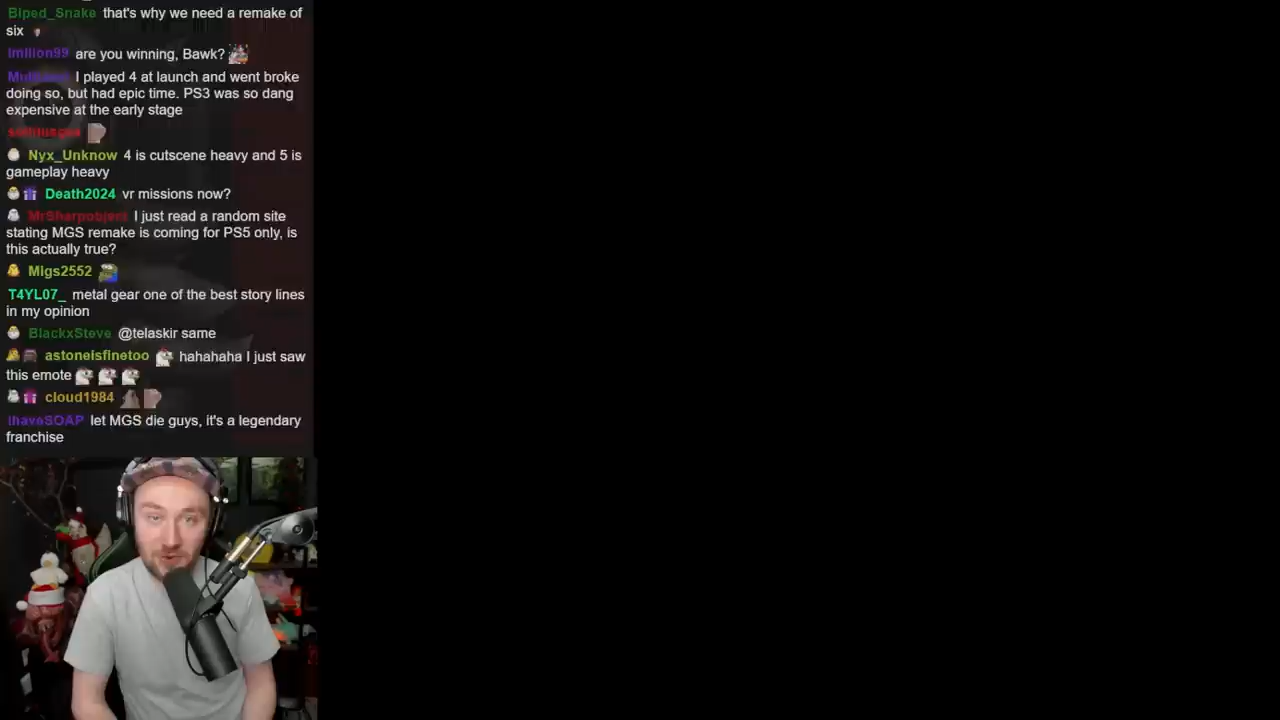 Biped_Snake that's why we need a remake of
six
imilion99 are you winning, Bawk?
I played 4 at launch and went broke
doing so, but had epic time. PS3 was so dang
expensive at the early stage
Nyx_Unknow 4 is cutscene heavy and 5 is
gameplay heavy
Death2024 vr missions now?
MrSharpobject I just read a random site
stating MGS remake is coming for PS5 only, is
this actually true?
Migs2552
T4YL07_ metal gear one of the best story lines
in my opinion
BlackxSteve @telaskir same
astoneisfinetoo hahahaha I just saw
this emote
cloud1984
ihaveSOAP let MGS die guys, it's a legendary
franchise